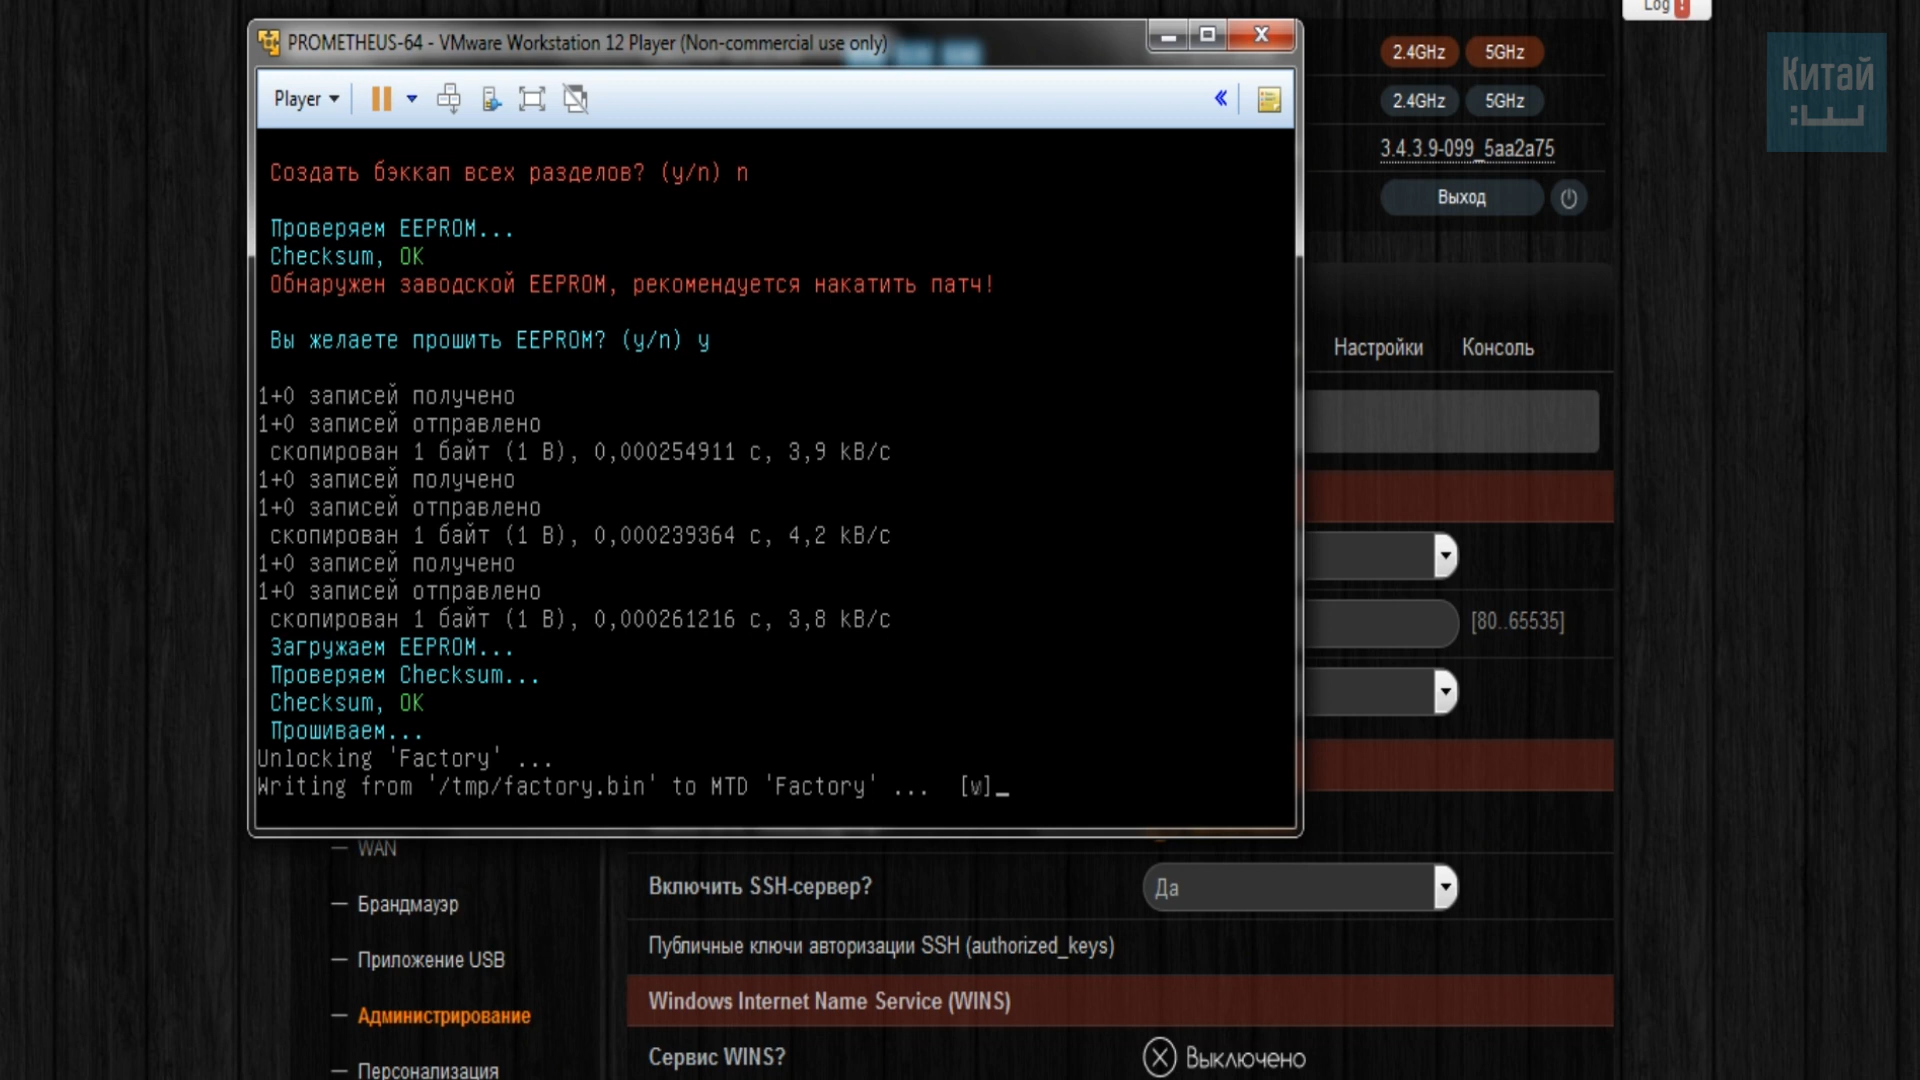 Log !
PROMETHEUS-64 - VMware Workstation 12 Player (Non-commercial use only)
2.4GHz 5GHz
Китай
Player
2.4GHz 5GHz
3.4.3.9-099_5aa2a75
Создать бэккап всех разделов? (y/n) n
Выход
Проверяем EEPROM...
Checksum, OK
Обнаружен заводской EEPROM, рекомендуется накатить патч!
Вы желаете прошить EEPROM? (y/n) y
Настройки Консоль
1+0 записей получено
1+0 записей отправлено
скопирован 1 байт (1 B), 0,000254911 с, 3,9 kB/с
1+0 записей получено
1+0 записей отправлено
скопирован 1 байт (1 B), 0,000239364 с, 4,2 kB/с
1+0 записей получено
1+0 записей отправлено
скопирован 1 байт (1 B), 0,000261216 с, 3,8 kB/с
[80..65535]
Загружаем EEPROM...
Проверяем Checksum...
Checksum, OK
Прошиваем...
Unlocking 'Factory' ...
Writing from '/tmp/factory.bin' to MTD 'Factory' ... [w]_
— WAN
— Брандмауэр
— Приложение USB
— Администрирование
— Персонализация
Включить SSH-сервер? Да
Публичные ключи авторизации SSH (authorized_keys)
Windows Internet Name Service (WINS)
Сервис WINS? Выключено